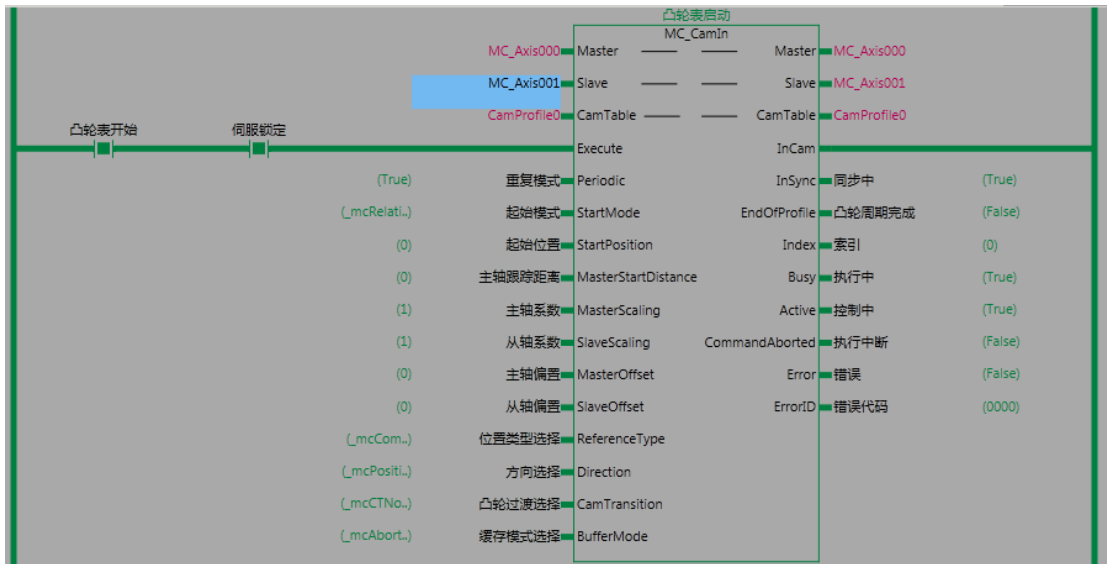 凸轮表启动
MC_CamIn
MC_Axis000 Master Master MC_Axis000
MC_Axis001 Slave Slave MC_Axis001
CamProfile0 CamTable CamTable CamProfile0
凸轮表开始 伺服锁定
Execute InCam
(True) 重复模式 Periodic InSync 同步中 (True)
(_mcRelati..) 起始模式 StartMode EndOfProfile 凸轮周期完成 (False)
(0) 起始位置 StartPosition Index 索引 (0)
(0) 主轴跟踪距离 MasterStartDistance Busy 执行中 (True)
(1) 主轴系数 MasterScaling Active 控制中 (True)
(1) 从轴系数 SlaveScaling CommandAborted 执行中断 (False)
(0) 主轴偏置 MasterOffset Error 错误 (False)
(0) 从轴偏置 SlaveOffset ErrorID 错误代码 (0000)
(_mcCom..) 位置类型选择 ReferenceType
(_mcPositi..) 方向选择 Direction
(_mcCTNo..) 凸轮过渡选择 CamTransition
(_mcAbort..) 缓存模式选择 BufferMode